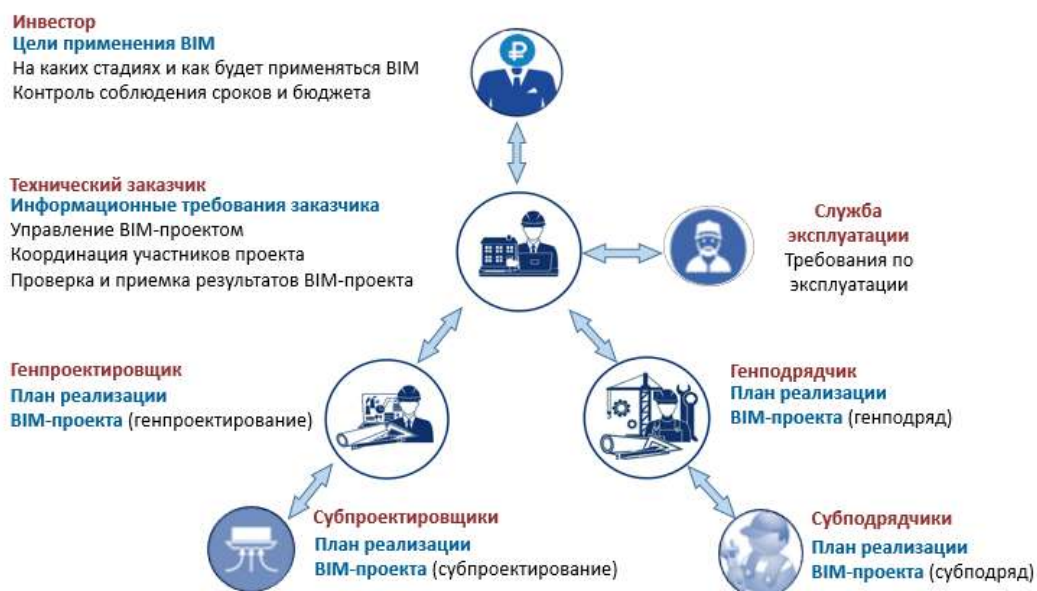 Инвестор
Цели применения BIM
На каких стадиях и как будет применяться BIM
Контроль соблюдения сроков и бюджета
₽
Технический заказчик
Информационные требования заказчика
Управление BIM-проектом
Координация участников проекта
Проверка и приемка результатов BIM-проекта
Служба
эксплуатации
Требования по
эксплуатации
Генпроектировщик
План реализации
BIM-проекта (генпроектирование)
Генподрядчик
План реализации
BIM-проекта (генподряд)
Субпроектировщики
План реализации
BIM-проекта (субпроектирование)
Субподрядчики
План реализации
BIM-проекта (субподряд)